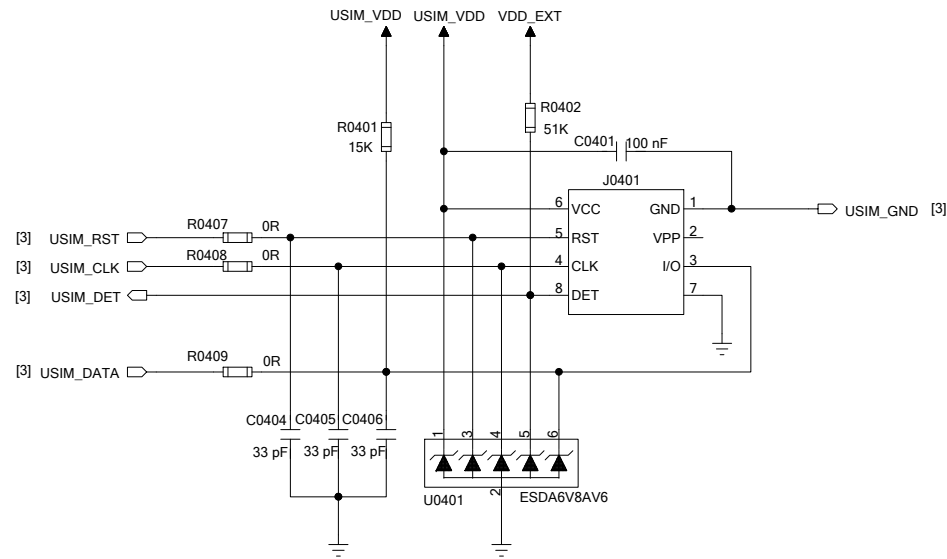 USIM_VDD USIM_VDD VDD_EXT
R0402
51K
R0401
15K
C0401 100 nF
J0401
6 VCC GND 1
USIM_GND [3]
R0407 0R
[3] USIM_RST
5 RST VPP 2
R0408 0R
[3] USIM_CLK
4 CLK I/O 3
[3] USIM_DET
8 DET 7
R0409 0R
[3] USIM_DATA
C0404 C0405 C0406
33 pF 33 pF 33 pF
1 3 4 5 6
2
U0401 ESDA6V8AV6